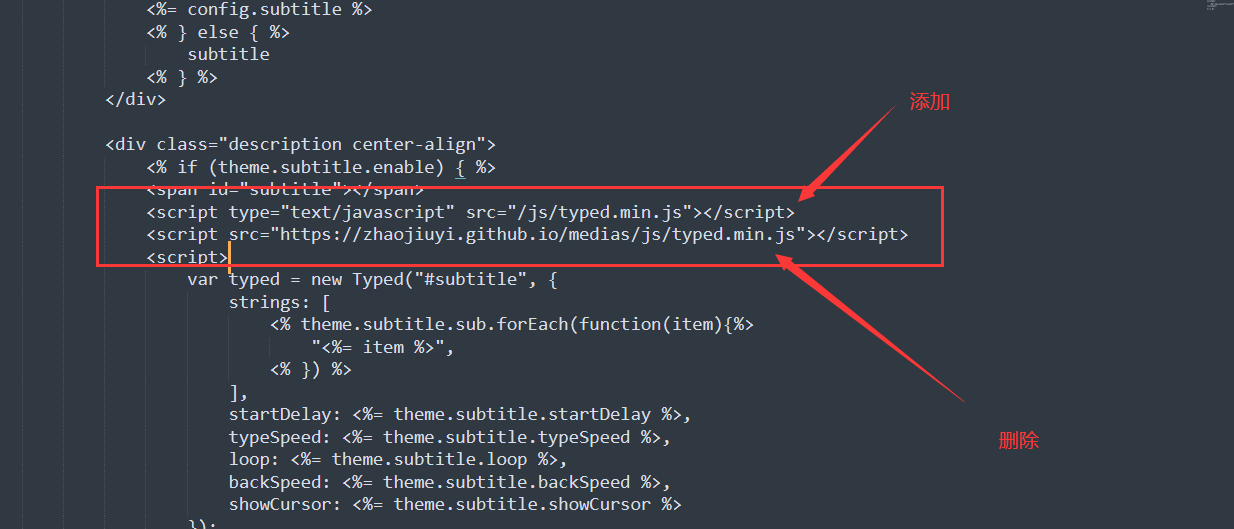 <%= config.subtitle %>
<% } else { %>
subtitle
<% } %>
</div>
添加
<div class="description center-align">
<% if (theme.subtitle.enable) { %>
<span id="subtitle"></span>
<script type="text/javascript" src="/js/typed.min.js"></script>
<script src="https://zhaojiuyi.github.io/medias/js/typed.min.js"></script>
<script>
var typed = new Typed("#subtitle", {
strings: [
<% theme.subtitle.sub.forEach(function(item){%>
"<%= item %>",
<% }) %>
],
startDelay: <%= theme.subtitle.startDelay %>,
typeSpeed: <%= theme.subtitle.typeSpeed %>,
删除
loop: <%= theme.subtitle.loop %>,
backSpeed: <%= theme.subtitle.backSpeed %>,
showCursor: <%= theme.subtitle.showCursor %>
});